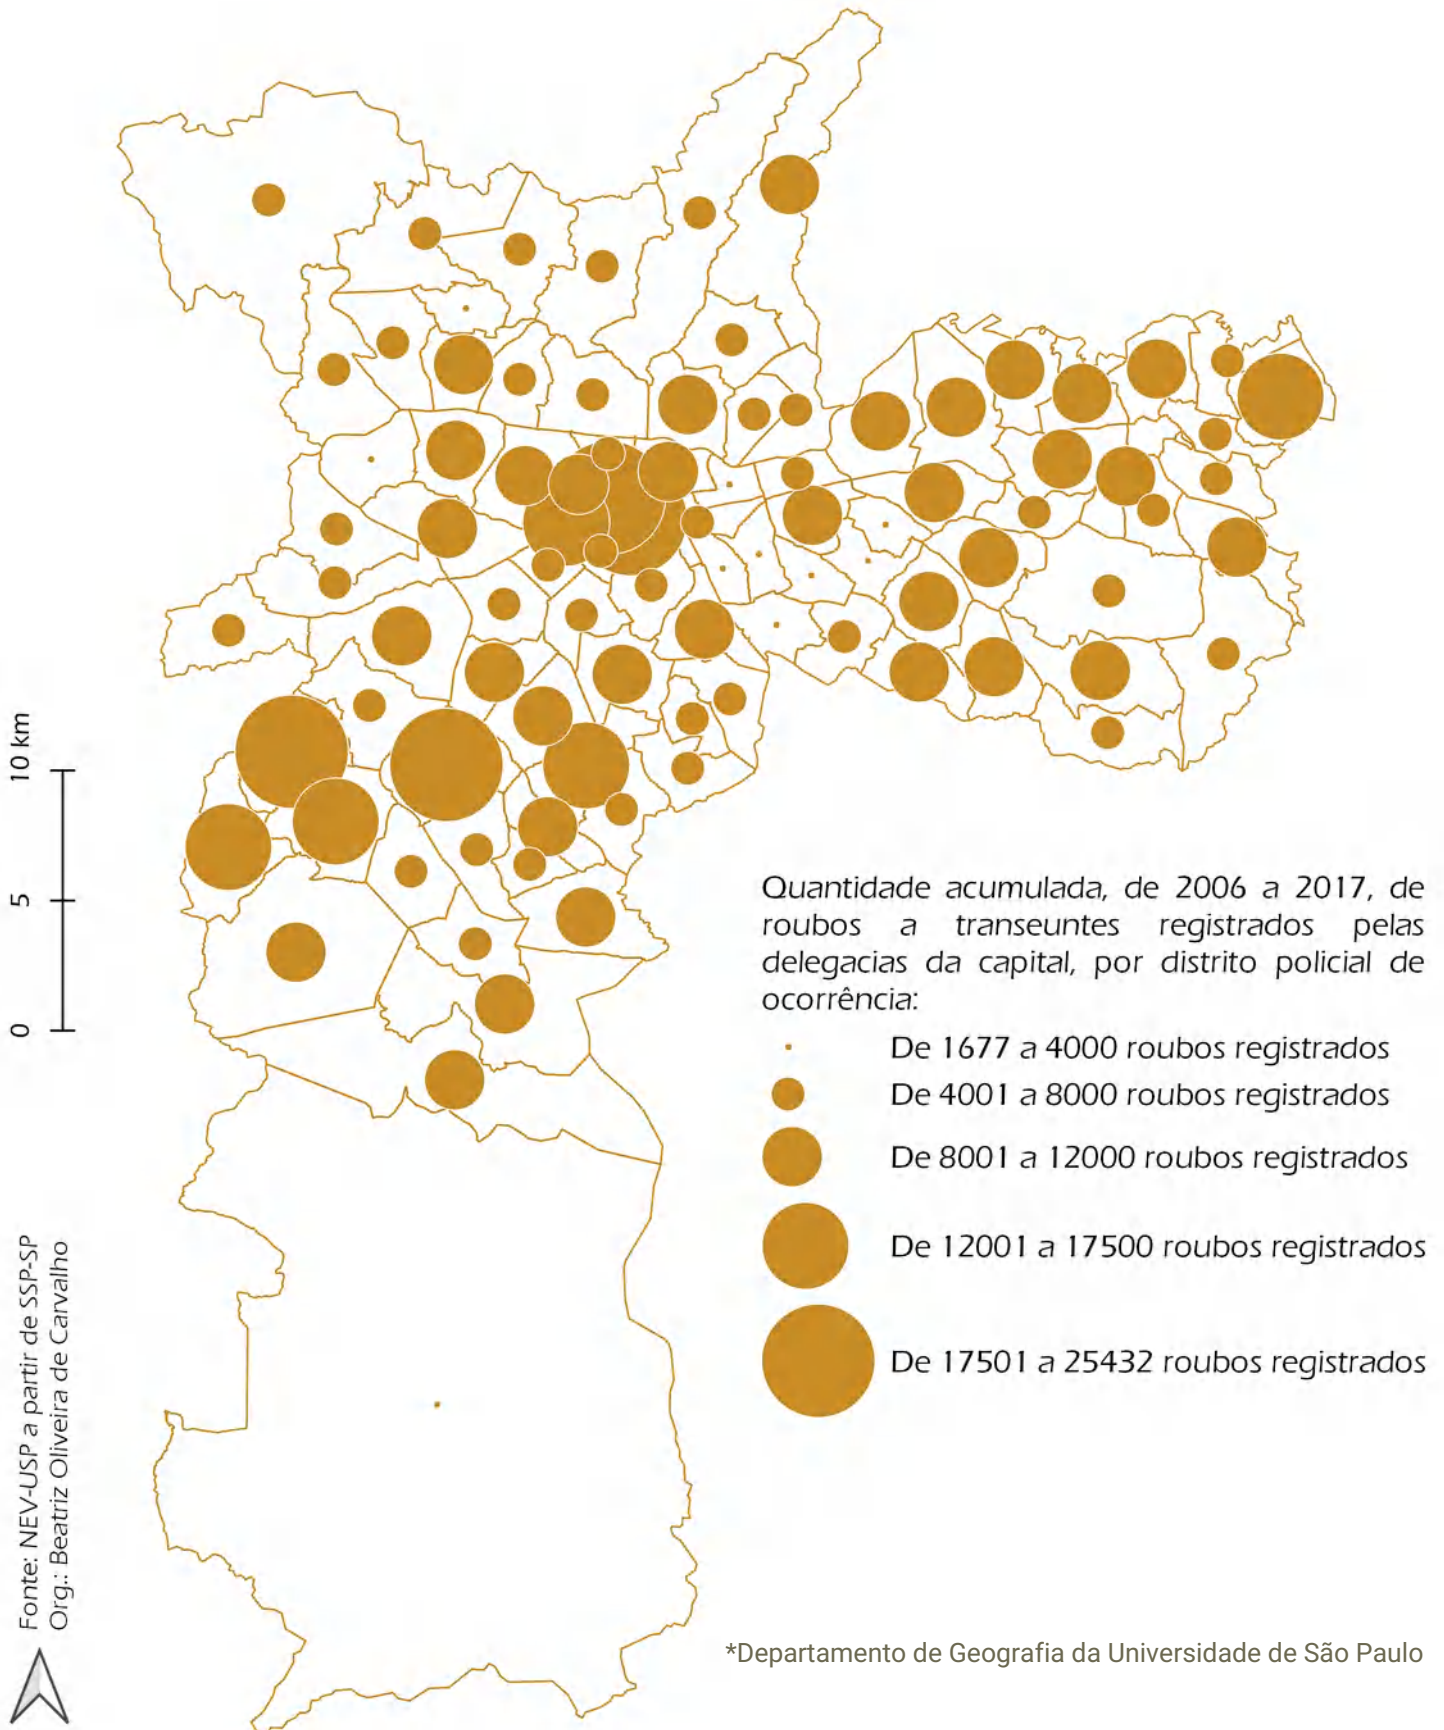 10 km
5
0
Fonte: NEV-USP a partir de SSP-SP
Org.: Beatriz Oliveira de Carvalho
Quantidade acumulada, de 2006 a 2017, de
roubos a transeuntes registrados pelas
delegacias da capital, por distrito policial de
ocorrência:
De 1677 a 4000 roubos registrados
De 4001 a 8000 roubos registrados
De 8001 a 12000 roubos registrados
De 12001 a 17500 roubos registrados
De 17501 a 25432 roubos registrados
*Departamento de Geografia da Universidade de São Paulo